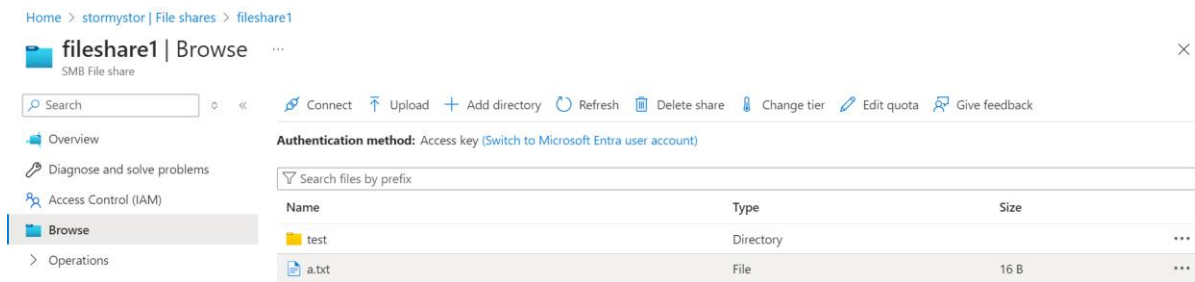 Home > stormystor | File shares > fileshare1
fileshare1 | Browse ...
SMB File share
Search
Connect Upload Add directory Refresh Delete share Change tier Edit quota Give feedback
Overview
Authentication method: Access key (Switch to Microsoft Entra user account)
Diagnose and solve problems
Search files by prefix
Access Control (IAM)
Name Type Size
Browse
test Directory ...
Operations
a.txt File 16 B ...